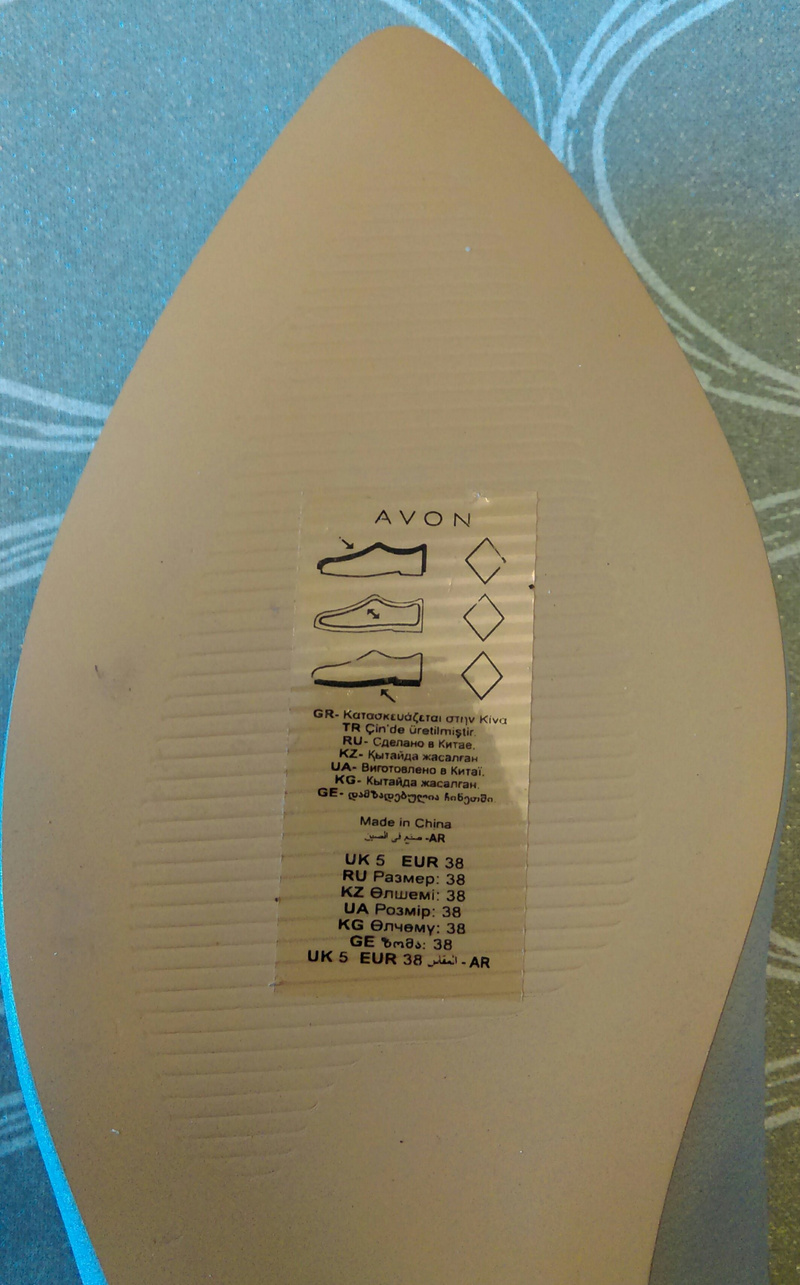 AVON
GR- Κατασκευάζεται στην Κίνα
TR Çin'de üretilmiştir.
RU- Сделано в Китае.
KZ- Қытайда жасалған
UA- Виготовлено в Китаї.
KG- Кытайда жасалган.
GE- დამზადებულია ჩინეთში
Made in China
صنع في الصين -AR
UK 5 EUR 38
RU Размер: 38
KZ Өлшемі: 38
UA Розмір: 38
KG Өлчөму: 38
GE ზომა: 38
UK 5 EUR 38 المقاس - AR